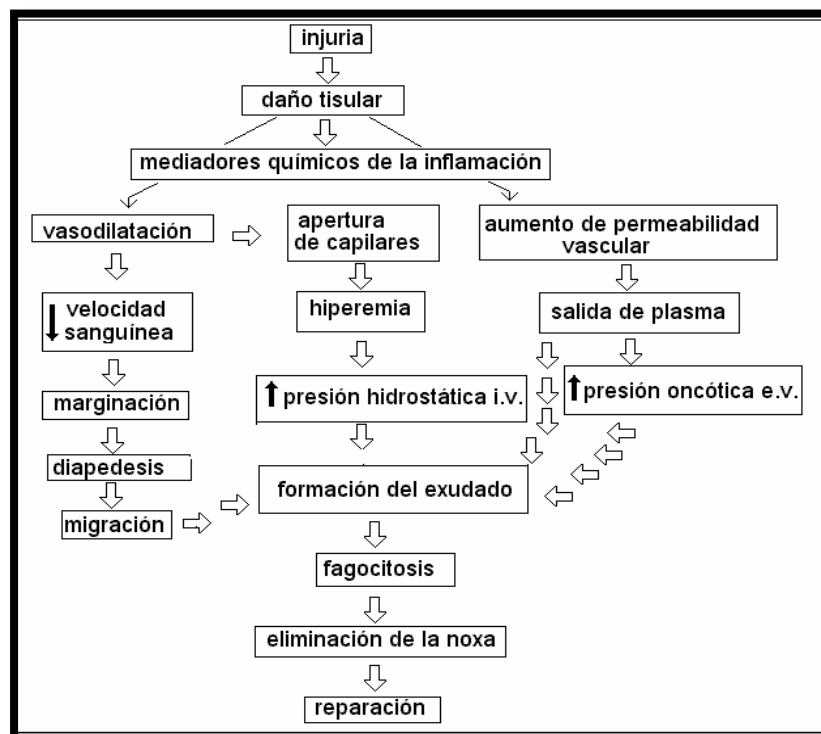 injuria
daño tisular
mediadores químicos de la inflamación
vasodilatación
apertura
de capilares
aumento de permeabilidad
vascular
velocidad
sanguínea
hiperemia
salida de plasma
marginación
presión hidrostática i.v.
presión oncótica e.v.
diapedesis
migración
formación del exudado
fagocitosis
eliminación de la noxa
reparación